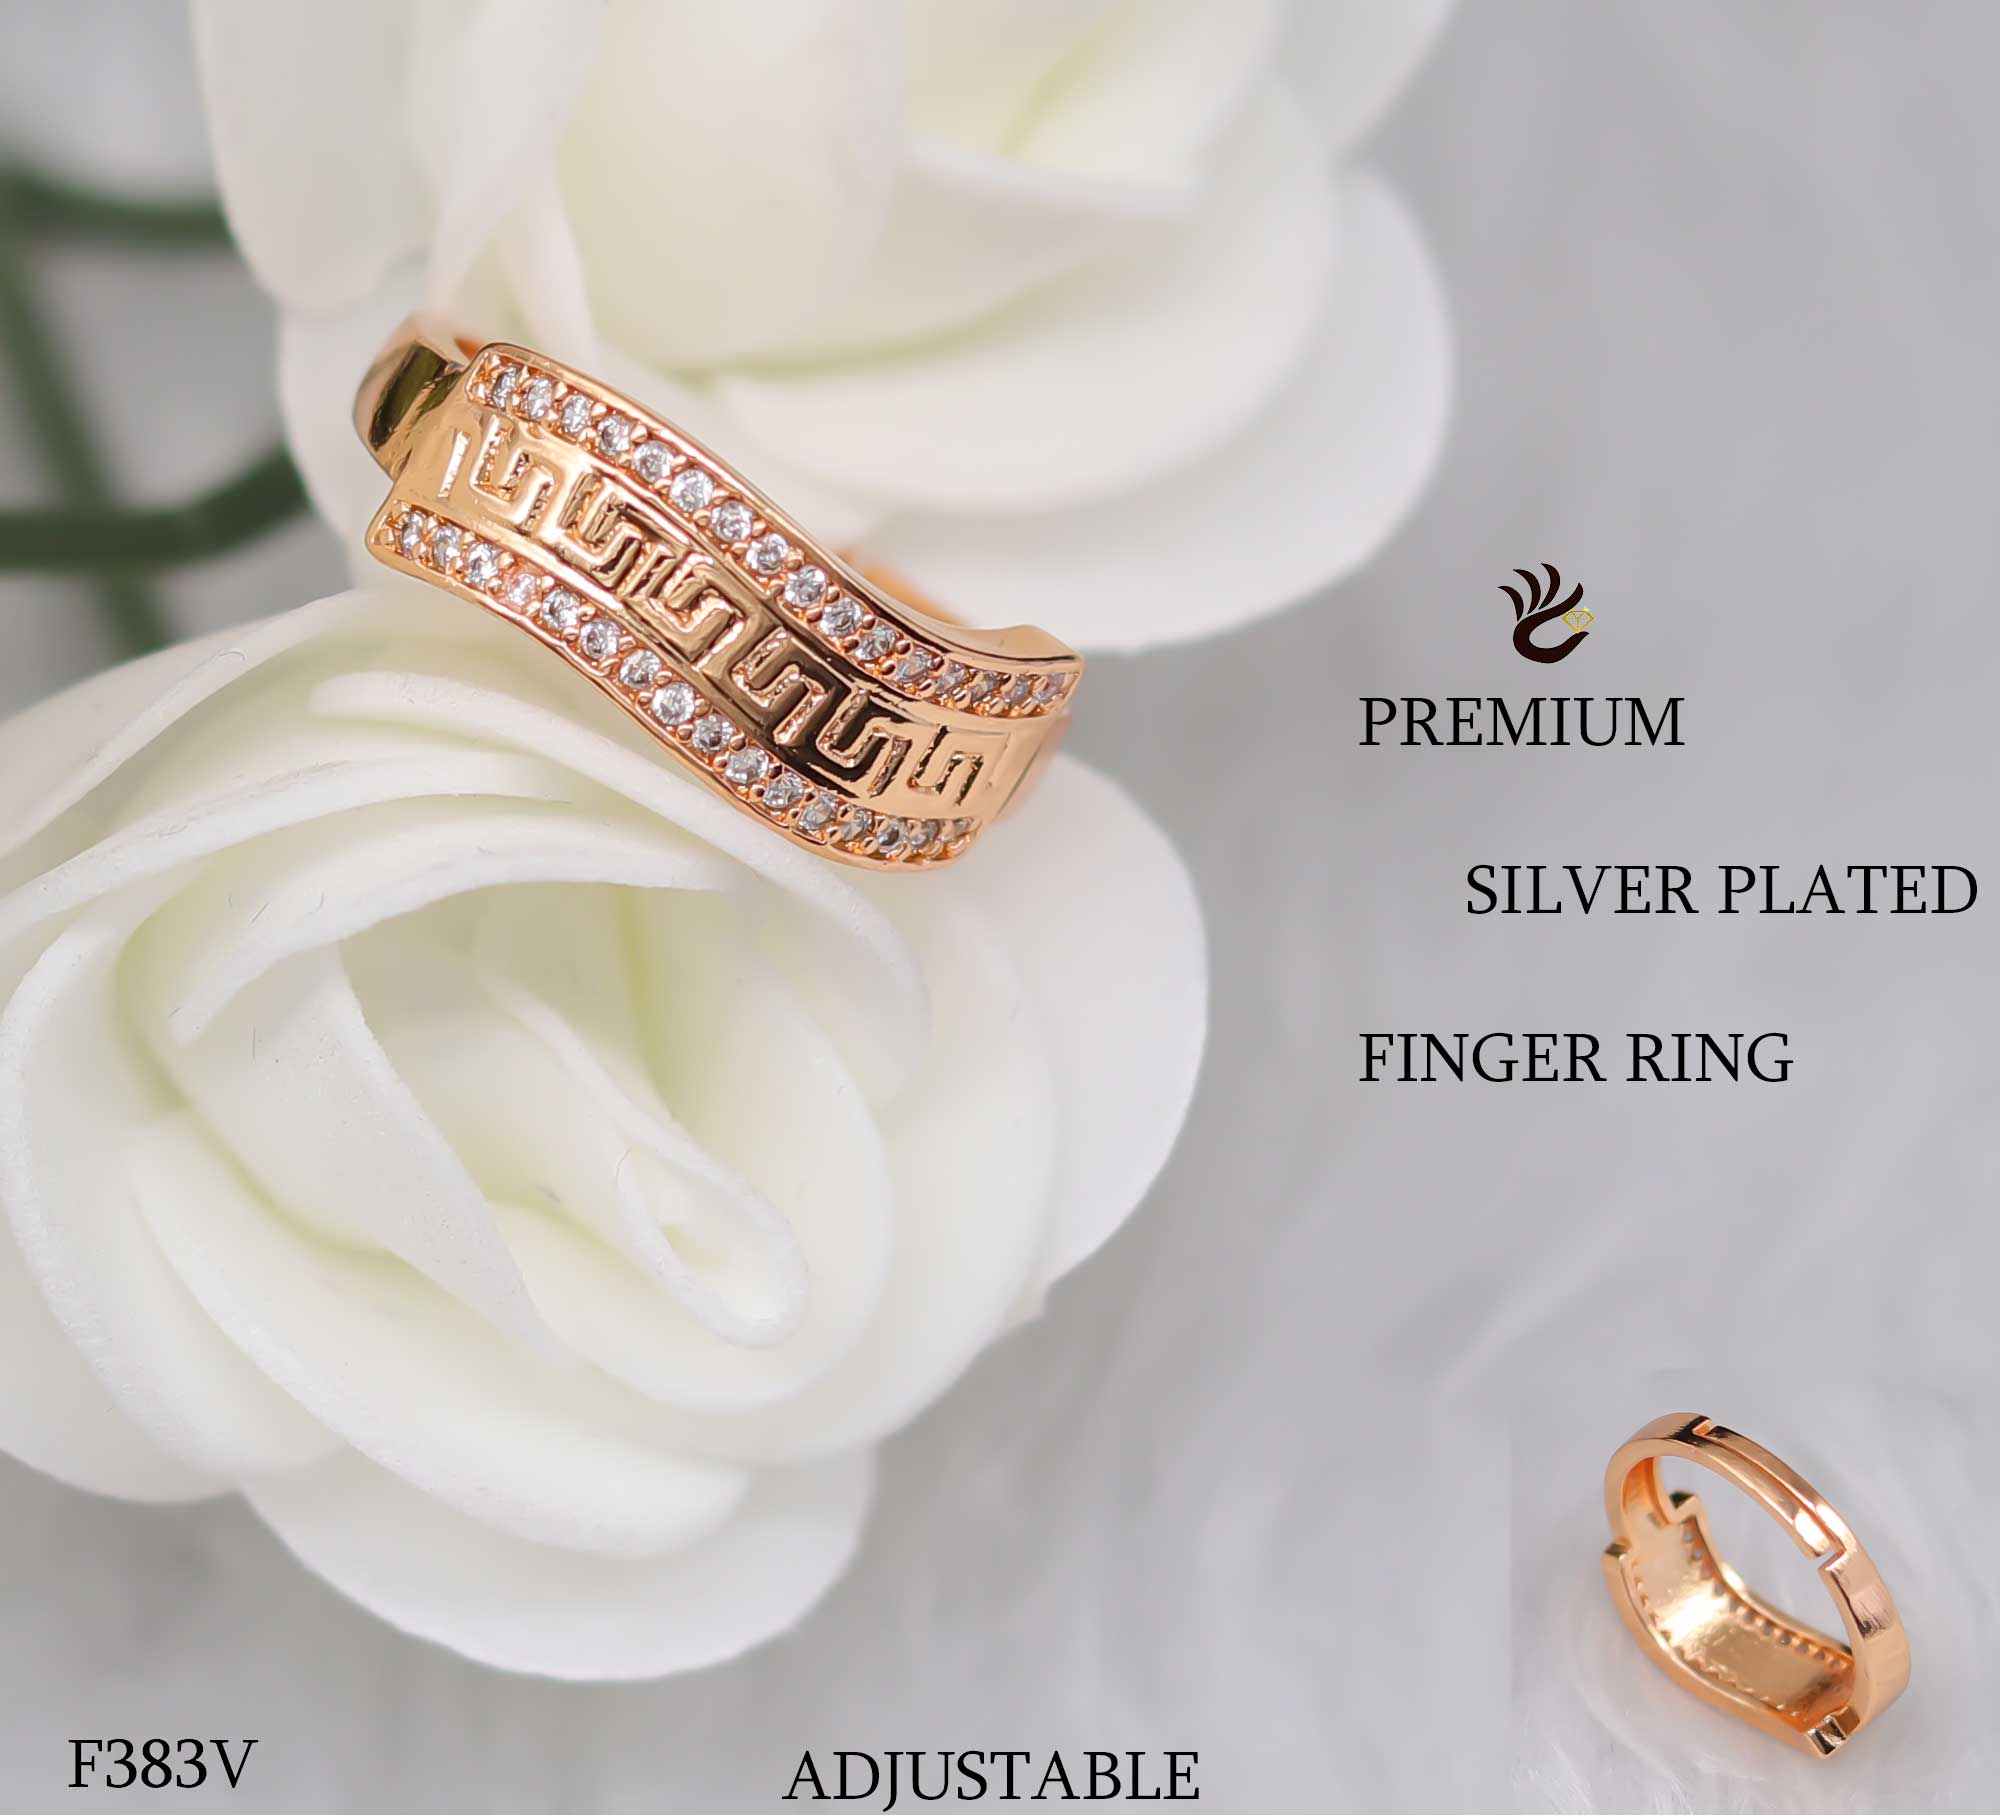 PREMIUM
SILVER PLATED
FINGER RING
F383V
ADJUSTABLE